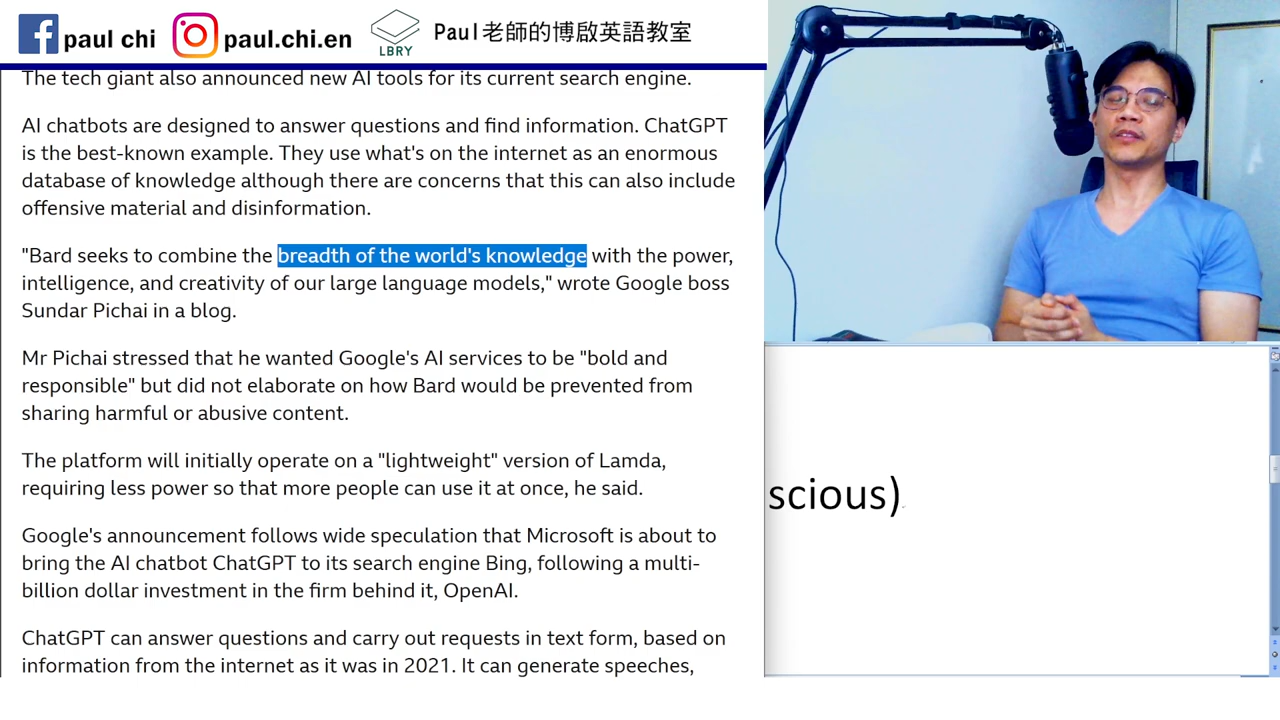 paul chi
paul.chi.en
LBRY
Paul老師的博啟英語教室
The tech giant also announced new AI tools for its current search engine.
AI chatbots are designed to answer questions and find information. ChatGPT
is the best-known example. They use what's on the internet as an enormous
database of knowledge although there are concerns that this can also include
offensive material and disinformation.
"Bard seeks to combine the breadth of the world's knowledge with the power,
intelligence, and creativity of our large language models," wrote Google boss
Sundar Pichai in a blog.
Mr Pichai stressed that he wanted Google's AI services to be "bold and
responsible" but did not elaborate on how Bard would be prevented from
sharing harmful or abusive content.
The platform will initially operate on a "lightweight" version of Lamda,
requiring less power so that more people can use it at once, he said.
Google's announcement follows wide speculation that Microsoft is about to
bring the AI chatbot ChatGPT to its search engine Bing, following a multi-
billion dollar investment in the firm behind it, OpenAI.
ChatGPT can answer questions and carry out requests in text form, based on
information from the internet as it was in 2021. It can generate speeches,
scious)